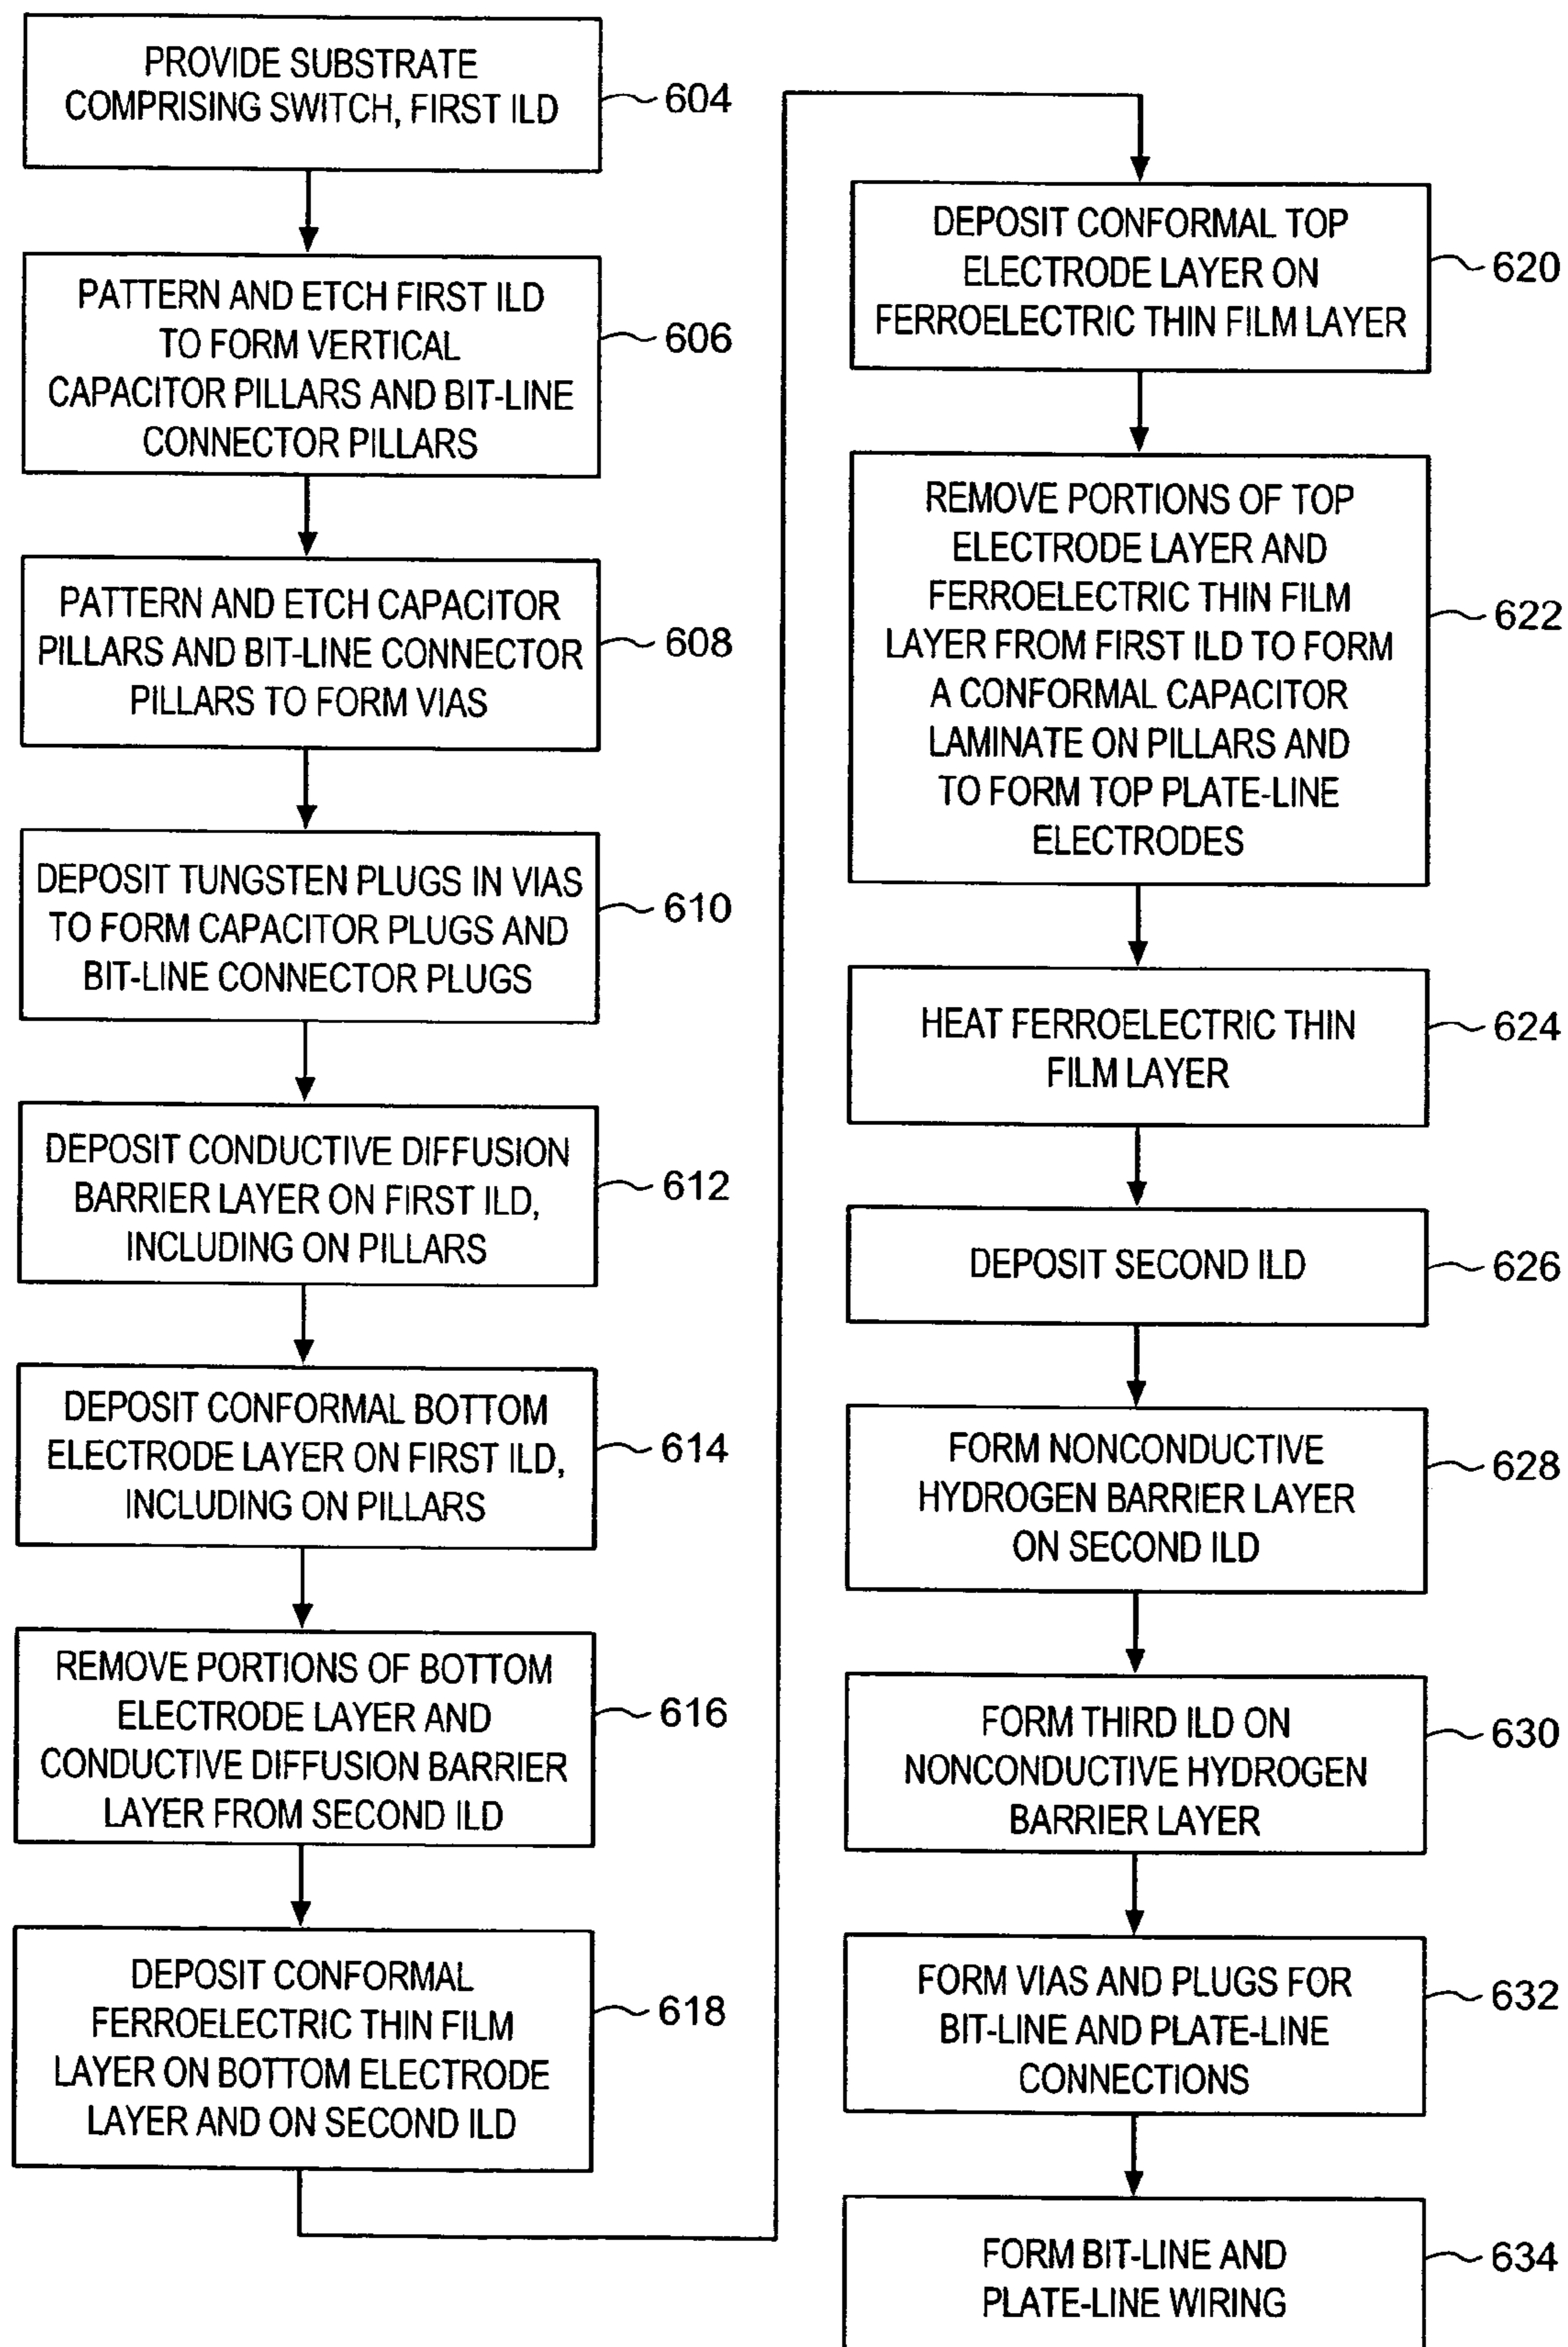 PROVIDE SUBSTRATE
COMPRISING SWITCH, FIRST ILD
604
PATTERN AND ETCH FIRST ILD
TO FORM VERTICAL
CAPACITOR PILLARS AND BIT-LINE
CONNECTOR PILLARS
606
PATTERN AND ETCH CAPACITOR
PILLARS AND BIT-LINE CONNECTOR
PILLARS TO FORM VIAS
608
DEPOSIT TUNGSTEN PLUGS IN VIAS
TO FORM CAPACITOR PLUGS AND
BIT-LINE CONNECTOR PLUGS
610
DEPOSIT CONDUCTIVE DIFFUSION
BARRIER LAYER ON FIRST ILD,
INCLUDING ON PILLARS
612
DEPOSIT CONFORMAL BOTTOM
ELECTRODE LAYER ON FIRST ILD,
INCLUDING ON PILLARS
614
REMOVE PORTIONS OF BOTTOM
ELECTRODE LAYER AND
CONDUCTIVE DIFFUSION BARRIER
LAYER FROM SECOND ILD
616
DEPOSIT CONFORMAL
FERROELECTRIC THIN FILM
LAYER ON BOTTOM ELECTRODE
LAYER AND ON SECOND ILD
618
DEPOSIT CONFORMAL TOP
ELECTRODE LAYER ON
FERROELECTRIC THIN FILM LAYER
620
REMOVE PORTIONS OF TOP
ELECTRODE LAYER AND
FERROELECTRIC THIN FILM
LAYER FROM FIRST ILD TO FORM
A CONFORMAL CAPACITOR
LAMINATE ON PILLARS AND
TO FORM TOP PLATE-LINE
ELECTRODES
622
HEAT FERROELECTRIC THIN
FILM LAYER
624
DEPOSIT SECOND ILD
626
FORM NONCONDUCTIVE
HYDROGEN BARRIER LAYER
ON SECOND ILD
628
FORM THIRD ILD ON
NONCONDUCTIVE HYDROGEN
BARRIER LAYER
630
FORM VIAS AND PLUGS FOR
BIT-LINE AND PLATE-LINE
CONNECTIONS
632
FORM BIT-LINE AND
PLATE-LINE WIRING
634